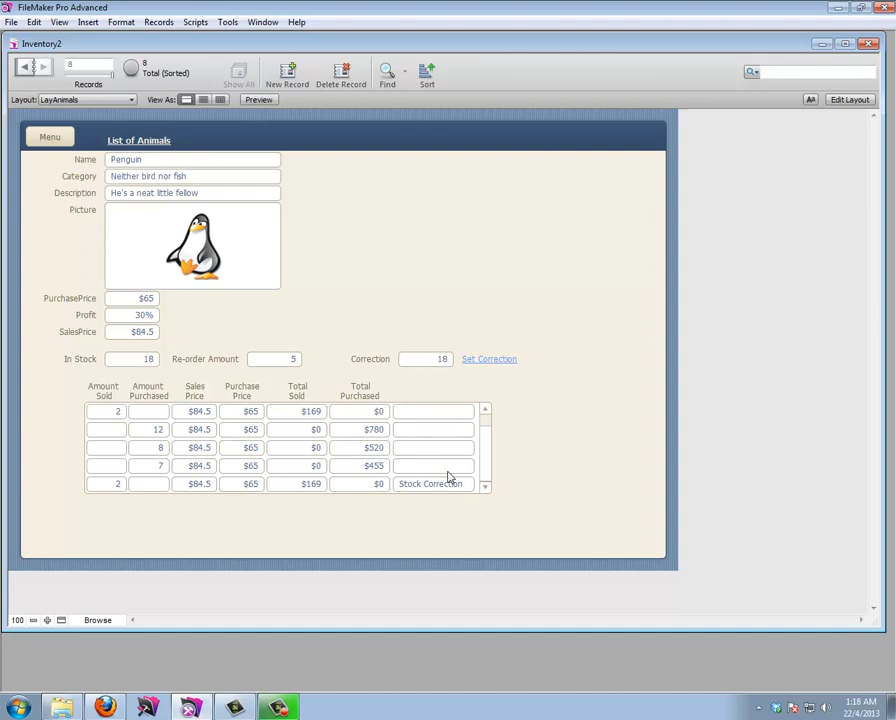 FileMaker Pro Advanced
File Edit View Insert Format Records Scripts Tools Window Help
Inventory2
8
8
Total (Sorted)
Records
Show All
New Record
Delete Record
Find
Sort
Layout: LayAnimals View As: Preview
Aa Edit Layout
Menu
List of Animals
Name Penguin
Category Neither bird nor fish
Description He's a neat little fellow
Picture
PurchasePrice $65
Profit 30%
SalesPrice $84.5
In Stock 18 Re-order Amount 5 Correction 18 Set Correction
Amount Sold Amount Purchased Sales Price Purchase Price Total Sold Total Purchased
2 $84.5 $65 $169 $0
12 $84.5 $65 $0 $780
8 $84.5 $65 $0 $520
7 $84.5 $65 $0 $455
2 $84.5 $65 $169 $0 Stock Correction
100 Browse
1:18 AM
22/4/2013